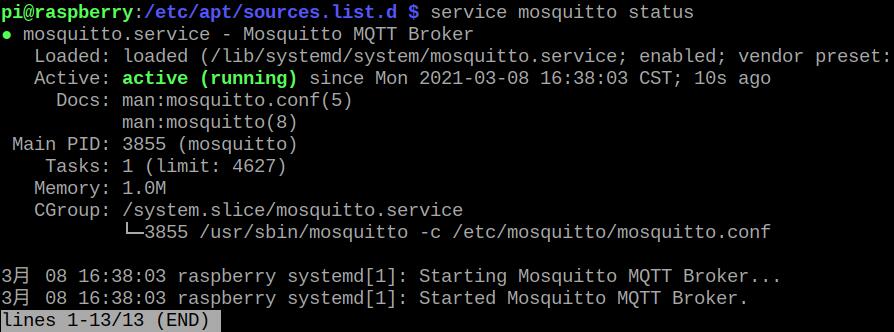 pi@raspberry:/etc/apt/sources.list.d $ service mosquitto status
● mosquitto.service - Mosquitto MQTT Broker
   Loaded: loaded (/lib/systemd/system/mosquitto.service; enabled; vendor preset:
   Active: active (running) since Mon 2021-03-08 16:38:03 CST; 10s ago
     Docs: man:mosquitto.conf(5)
           man:mosquitto(8)
 Main PID: 3855 (mosquitto)
    Tasks: 1 (limit: 4627)
   Memory: 1.0M
   CGroup: /system.slice/mosquitto.service
           └─3855 /usr/sbin/mosquitto -c /etc/mosquitto/mosquitto.conf

3月 08 16:38:03 raspberry systemd[1]: Starting Mosquitto MQTT Broker...
3月 08 16:38:03 raspberry systemd[1]: Started Mosquitto MQTT Broker.
lines 1-13/13 (END)